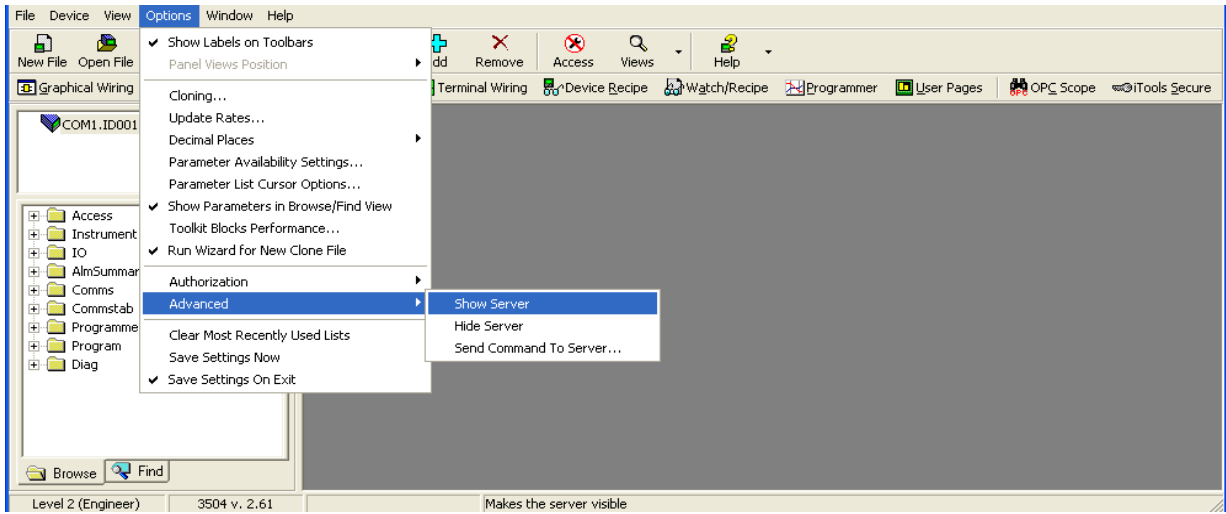 File Device View Options Window Help
New File Open File dd Remove Access Views Help
Graphical Wiring Terminal Wiring Device Recipe Watch/Recipe Programmer User Pages OPC OPC Scope iTools Secure
Show Labels on Toolbars
Panel Views Position
Cloning...
Update Rates...
Decimal Places
Parameter Availability Settings...
Parameter List Cursor Options...
Show Parameters in Browse/Find View
Toolkit Blocks Performance...
Run Wizard for New Clone File
Authorization
Advanced
Clear Most Recently Used Lists
Save Settings Now
Save Settings On Exit
Show Server
Hide Server
Send Command To Server...
COM1.ID001
Access
Instrument
IO
AlmSummar
Comms
Commstab
Programme
Program
Diag
Browse Find
Level 2 (Engineer) 3504 v. 2.61 Makes the server visible